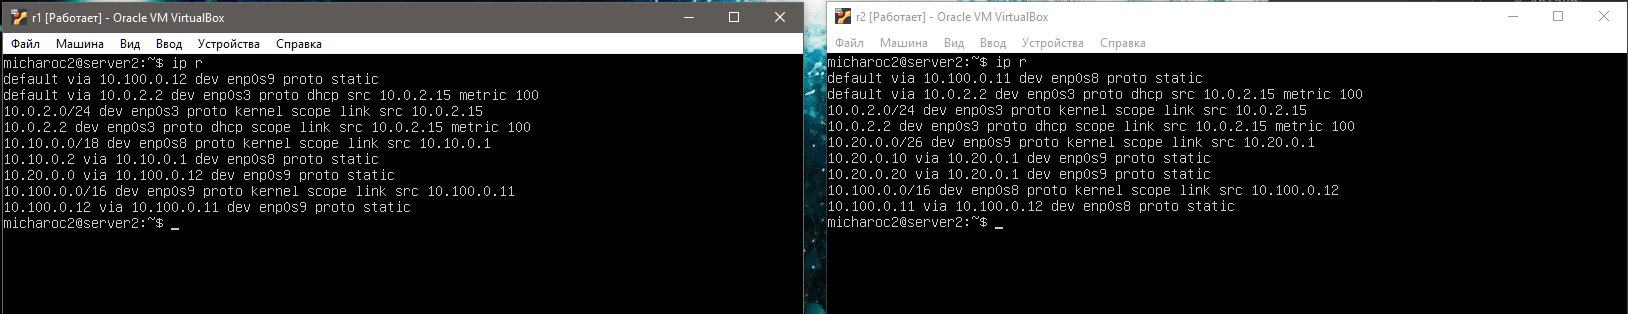 r1 [Работает] - Oracle VM VirtualBox
Файл Машина Вид Ввод Устройства Справка
micharoc2@server2:~$ ip r
default via 10.100.0.12 dev enp0s9 proto static
default via 10.0.2.2 dev enp0s3 proto dhcp src 10.0.2.15 metric 100
10.0.2.0/24 dev enp0s3 proto kernel scope link src 10.0.2.15
10.0.2.2 dev enp0s3 proto dhcp scope link src 10.0.2.15 metric 100
10.10.0.0/18 dev enp0s8 proto kernel scope link src 10.10.0.1
10.10.0.2 via 10.10.0.1 dev enp0s8 proto static
10.20.0.0 via 10.100.0.12 dev enp0s9 proto static
10.100.0.0/16 dev enp0s9 proto kernel scope link src 10.100.0.11
10.100.0.12 via 10.100.0.11 dev enp0s9 proto static
micharoc2@server2:~$ _
r2 [Работает] - Oracle VM VirtualBox
Файл Машина Вид Ввод Устройства Справка
micharoc2@server2:~$ ip r
default via 10.100.0.11 dev enp0s8 proto static
default via 10.0.2.2 dev enp0s3 proto dhcp src 10.0.2.15 metric 100
10.0.2.0/24 dev enp0s3 proto kernel scope link src 10.0.2.15
10.0.2.2 dev enp0s3 proto dhcp scope link src 10.0.2.15 metric 100
10.20.0.0/26 dev enp0s9 proto kernel scope link src 10.20.0.1
10.20.0.10 via 10.20.0.1 dev enp0s9 proto static
10.20.0.20 via 10.20.0.1 dev enp0s9 proto static
10.100.0.0/16 dev enp0s8 proto kernel scope link src 10.100.0.12
10.100.0.11 via 10.100.0.12 dev enp0s8 proto static
micharoc2@server2:~$ _